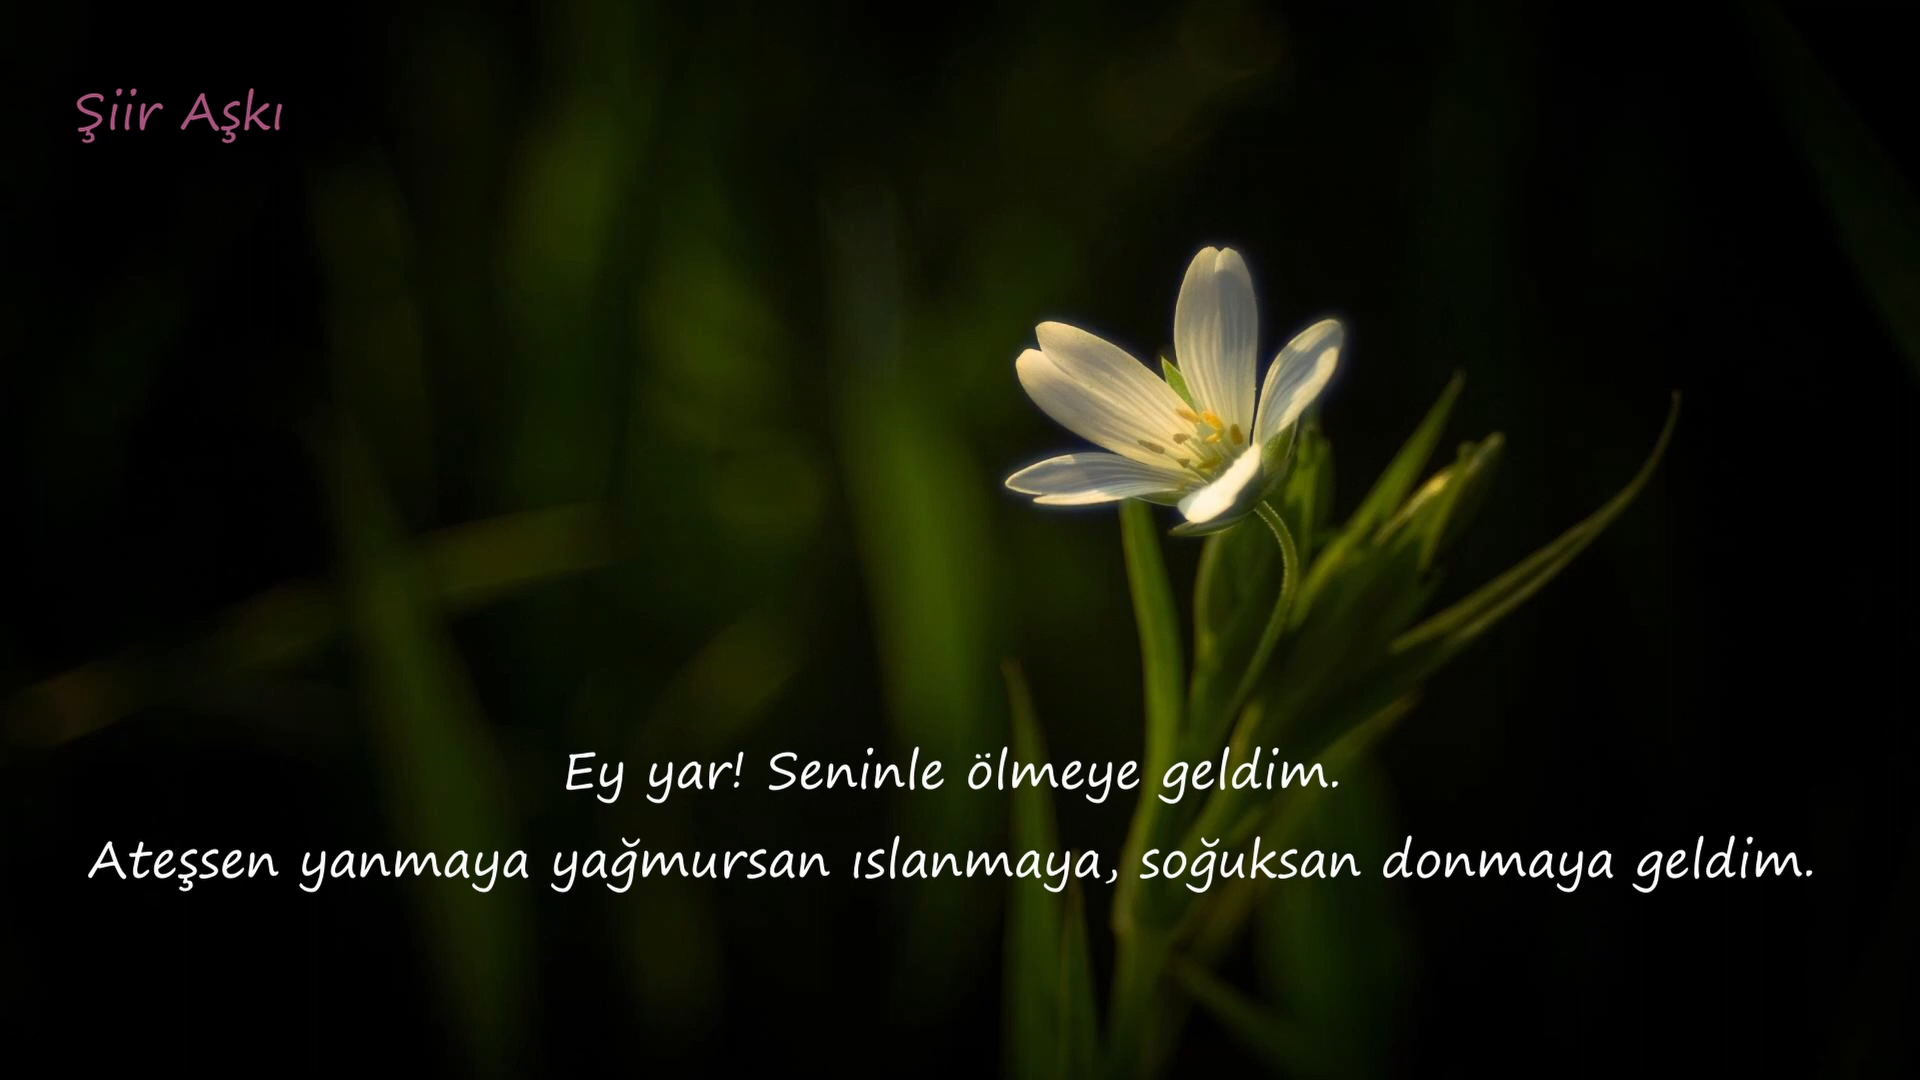 Şiir Aşkı
Ey yar! Seninle ölmeye geldim.
Ateşsen yanmaya yağmursan ıslanmaya, soğuksan donmaya geldim.